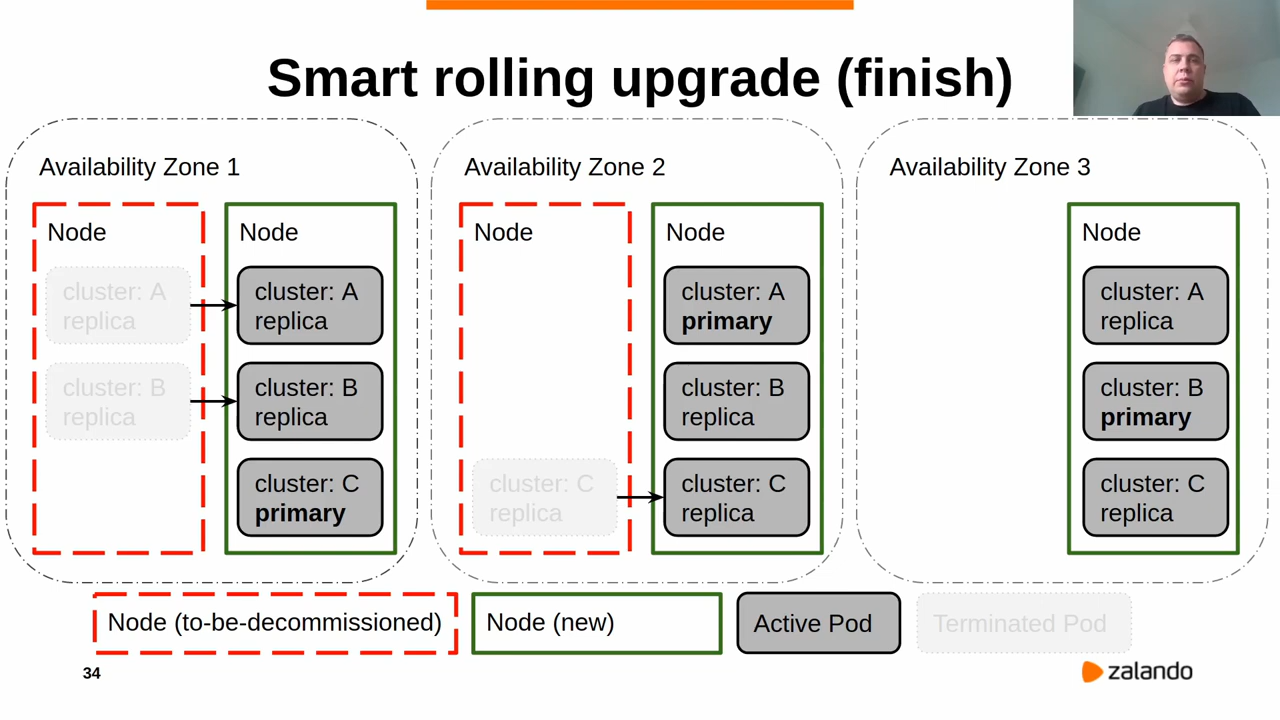 Smart rolling upgrade (finish)
Availability Zone 1
Node
cluster: A
replica
cluster: B
replica
Node
cluster: A
replica
cluster: B
replica
cluster: C
primary
Availability Zone 2
Node
cluster: C
replica
Node
cluster: A
primary
cluster: B
replica
cluster: C
replica
Availability Zone 3
Node
cluster: A
replica
cluster: B
primary
cluster: C
replica
Node (to-be-decommissioned)
Node (new)
Active Pod
Terminated Pod
34
zalando